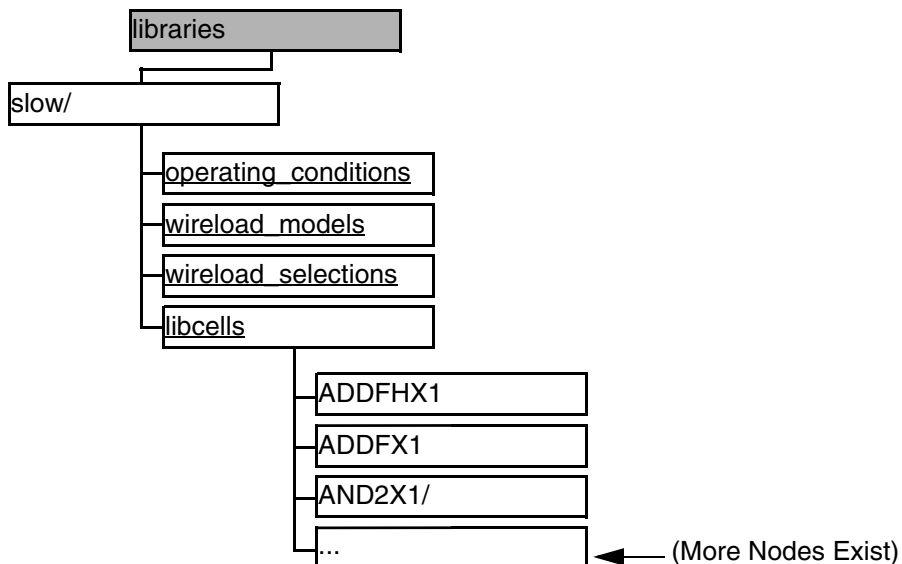 libraries
slow/
operating_conditions
wireload_models
wireload_selections
libcells
ADDFHX1
ADDFX1
AND2X1/
...
(More Nodes Exist)